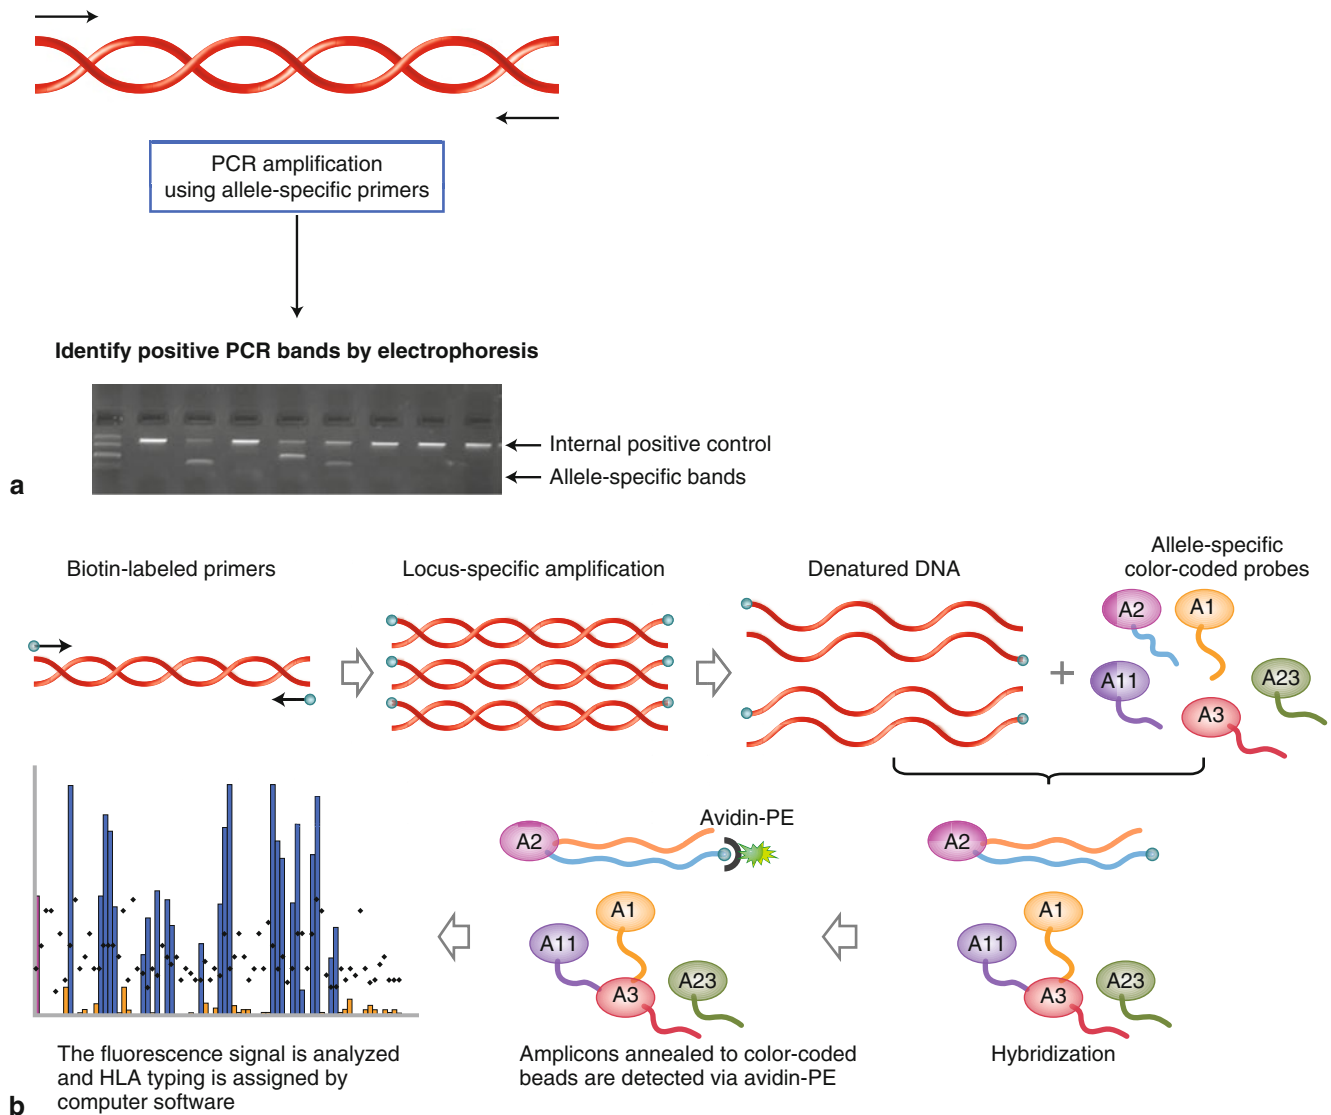 PCR amplification
using allele-specific primers
Identify positive PCR bands by electrophoresis
Internal positive control
Allele-specific bands
a
Biotin-labeled primers
Locus-specific amplification
Denatured DNA
Allele-specific
color-coded probes
A2
A1
A11
A23
A3
+
A2
Avidin-PE
A1
A11
A3
A23
A2
A1
A11
A3
A23
The fluorescence signal is analyzed
and HLA typing is assigned by
computer software
Amplicons annealed to color-coded
beads are detected via avidin-PE
Hybridization
b